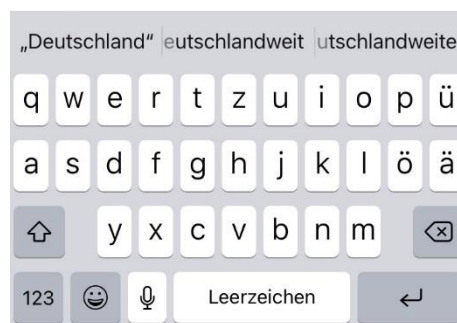 „Deutschland“ eutschlandweit utschlandweite
q w e r t z u i o p ü
a s d f g h j k l ö ä
y x c v b n m
123 Leerzeichen